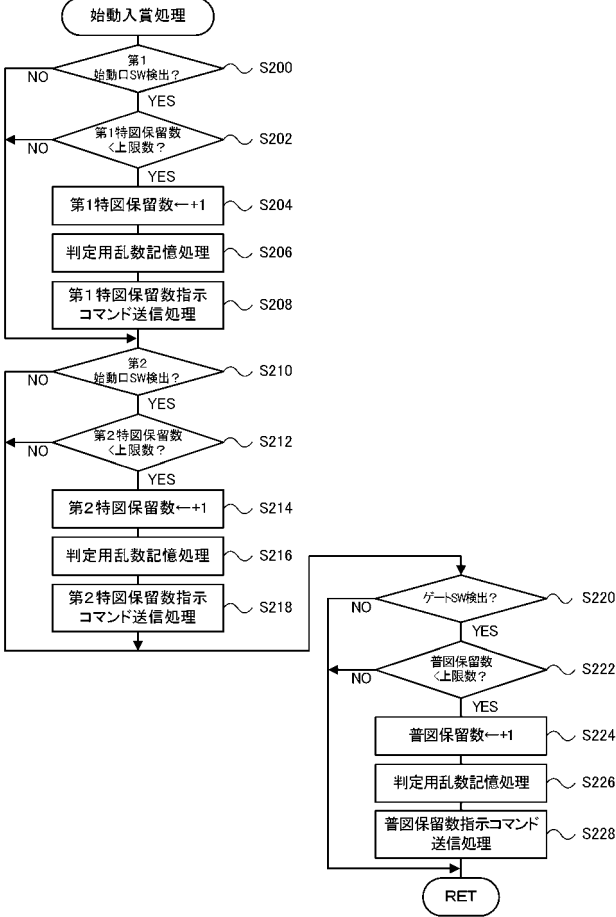 始動入賞処理
第1
始動口SW検出？
S200
NO
YES
第1特図保留数
<上限数？
S202
NO
YES
第1特図保留数←+1
S204
判定用乱数記憶処理
S206
第1特図保留数指示
コマンド送信処理
S208
第2
始動口SW検出？
S210
NO
YES
第2特図保留数
<上限数？
S212
NO
YES
第2特図保留数←+1
S214
判定用乱数記憶処理
S216
第2特図保留数指示
コマンド送信処理
S218
ゲートSW検出？
S220
NO
YES
普図保留数
<上限数？
S222
NO
YES
普図保留数←+1
S224
判定用乱数記憶処理
S226
普図保留数指示コマンド
送信処理
S228
RET